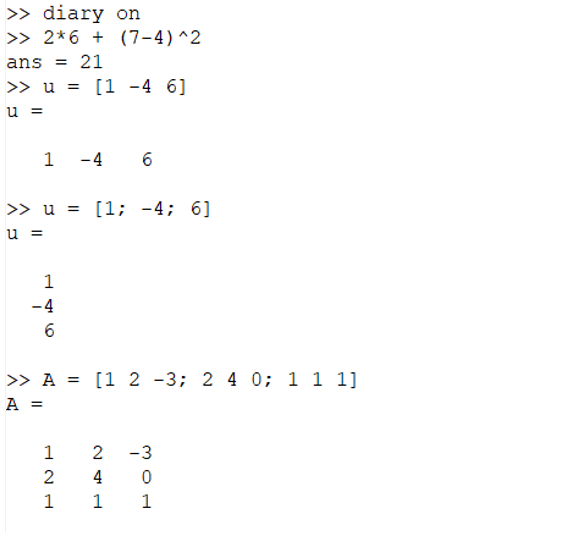 >> diary on
>> 2*6 + (7-4)^2
ans = 21
>> u = [1 -4 6]
u =
1 -4 6
>> u = [1; -4; 6]
u =
1
-4
6
>> A = [1 2 -3; 2 4 0; 1 1 1]
A =
1 2 -3
2 4 0
1 1 1